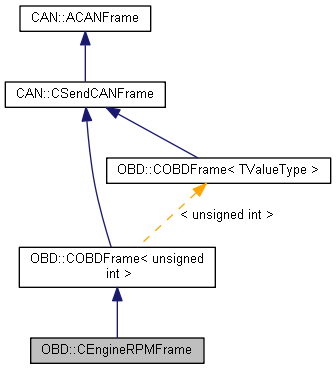 CAN::ACANFrame
CAN::CSendCANFrame
OBD::COBDFrame< TValueType >
< unsigned int >
OBD::COBDFrame< unsigned
int >
OBD::CEngineRPMFrame